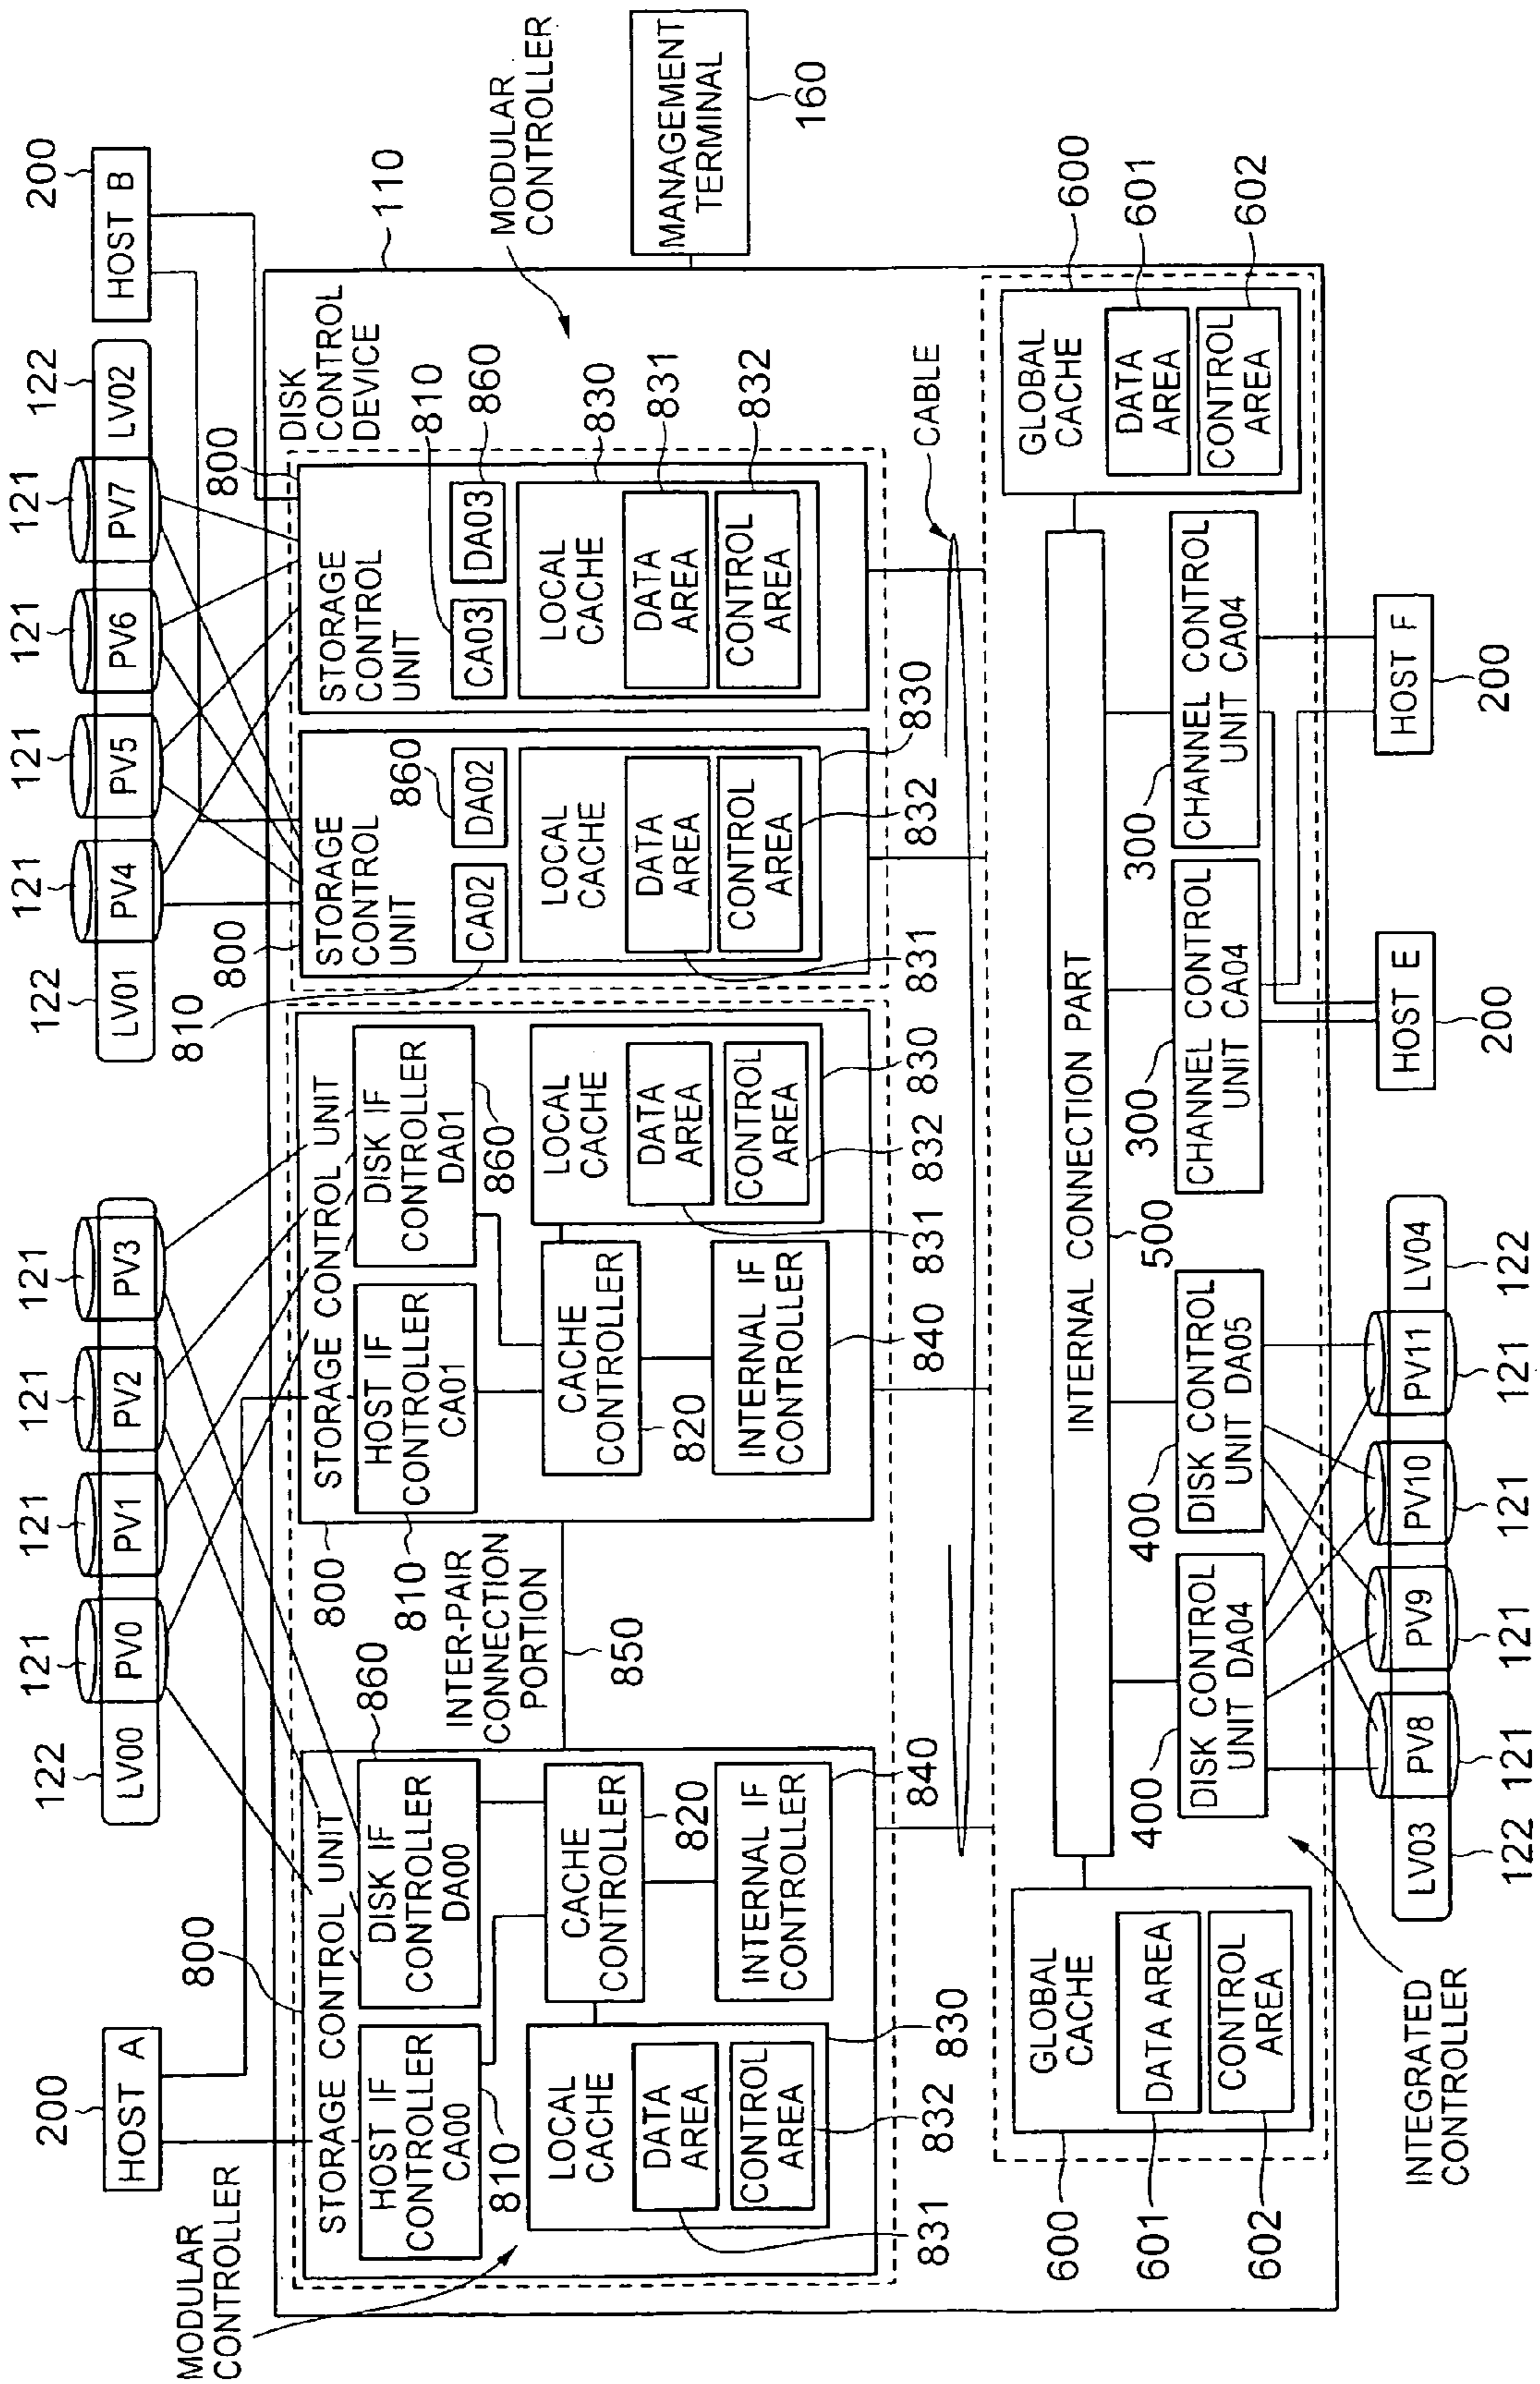 200
HOST A
121
121
121
121
122
LV00
PV0
PV1
PV2
PV3
122
121
121
121
121
122
LV01
PV4
PV5
PV6
PV7
LV02
200
HOST B
MODULAR
CONTROLLER
800
STORAGE CONTROL UNIT
HOST IF
CONTROLLER
CA00
810
DISK IF
CONTROLLER
DA00
860
CACHE
CONTROLLER
820
INTERNAL IF
CONTROLLER
840
LOCAL
CACHE
830
DATA
AREA
831
CONTROL
AREA
832
INTER-PAIR
CONNECTION
PORTION
850
800
STORAGE CONTROL UNIT
HOST IF
CONTROLLER
CA01
810
DISK IF
CONTROLLER
DA01
860
CACHE
CONTROLLER
820
INTERNAL IF
CONTROLLER
840
LOCAL
CACHE
830
DATA
AREA
831
CONTROL
AREA
832
810
800
STORAGE
CONTROL
UNIT
CA02
DA02
860
LOCAL
CACHE
830
DATA
AREA
831
CONTROL
AREA
832
800
STORAGE
CONTROL
UNIT
CA03
810
DA03
860
LOCAL
CACHE
830
DATA
AREA
831
CONTROL
AREA
832
DISK
CONTROL
DEVICE
110
MODULAR
CONTROLLER
MANAGEMENT
TERMINAL
160
CABLE
GLOBAL
CACHE
600
DATA AREA
601
CONTROL
AREA
602
INTERNAL CONNECTION PART
500
400
DISK CONTROL
UNIT DA04
400
DISK CONTROL
UNIT DA05
300
CHANNEL CONTROL
UNIT CA04
300
CHANNEL CONTROL
UNIT CA04
GLOBAL
CACHE
600
DATA
AREA
601
CONTROL
AREA
602
INTEGRATED
CONTROLLER
LV03
PV8
PV9
PV10
PV11
LV04
122
121
121
121
121
122
HOST E
200
HOST F
200